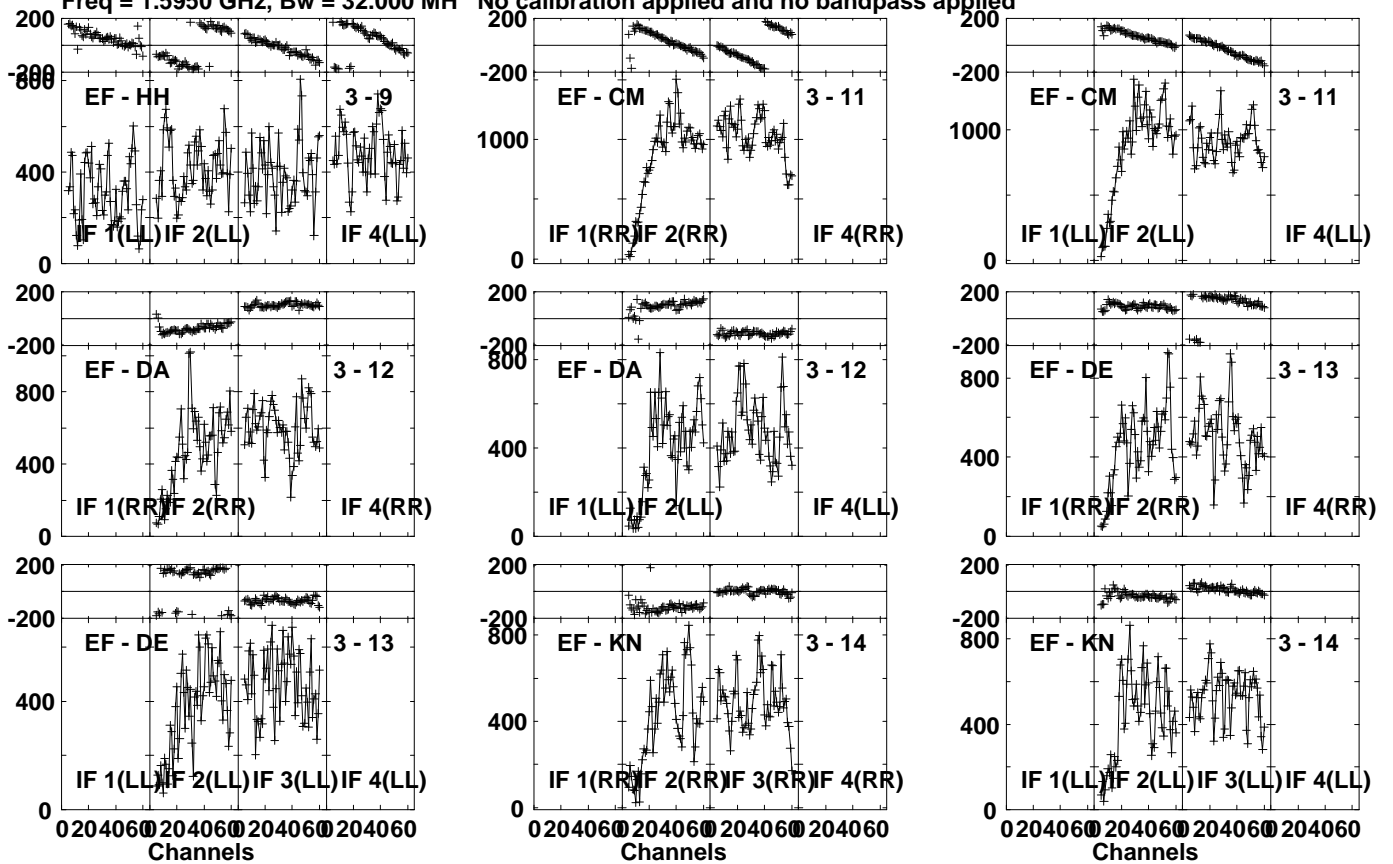 Freq = 1.5950 GHz, Bw = 32.000 MH No calibration applied and no bandpass applied
200 200 200
-200 -200 -200
800
EF - HH 3 - 9 EF - CM 3 - 11 EF - CM 3 - 11
600
1000 1000
400
200
IF 1(LL) IF 2(LL) IF 4(LL) IF 1(RR) IF 2(RR) IF 4(RR) IF 1(LL) IF 2(LL) IF 4(LL)
0 0 0
200 200 200
-200 -200 -200
EF - DA 3 - 12 EF - DA 3 - 12 EF - DE 3 - 13
800 800 800
400 400 400
IF 1(RR) IF 2(RR) IF 4(RR) IF 1(LL) IF 2(LL) IF 4(LL) IF 1(RR) IF 2(RR) IF 4(RR)
0 0 0
200 200 200
-200 -200 -200
EF - DE 3 - 13 EF - KN 3 - 14 EF - KN 3 - 14
800 800
400 400 400
IF 1(LL) IF 2(LL) IF 3(LL) IF 4(LL) IF 1(RR) IF 2(RR) IF 3(RR) IF 4(RR) IF 1(LL) IF 2(LL) IF 3(LL) IF 4(LL)
0 0 0
0 20 40 60 0 20 40 60 0 20 40 60 0 20 40 60 0 20 40 60 0 20 40 60 0 20 40 60 0 20 40 60 0 20 40 60 0 20 40 60 0 20 40 60 0 20 40 60
Channels Channels Channels